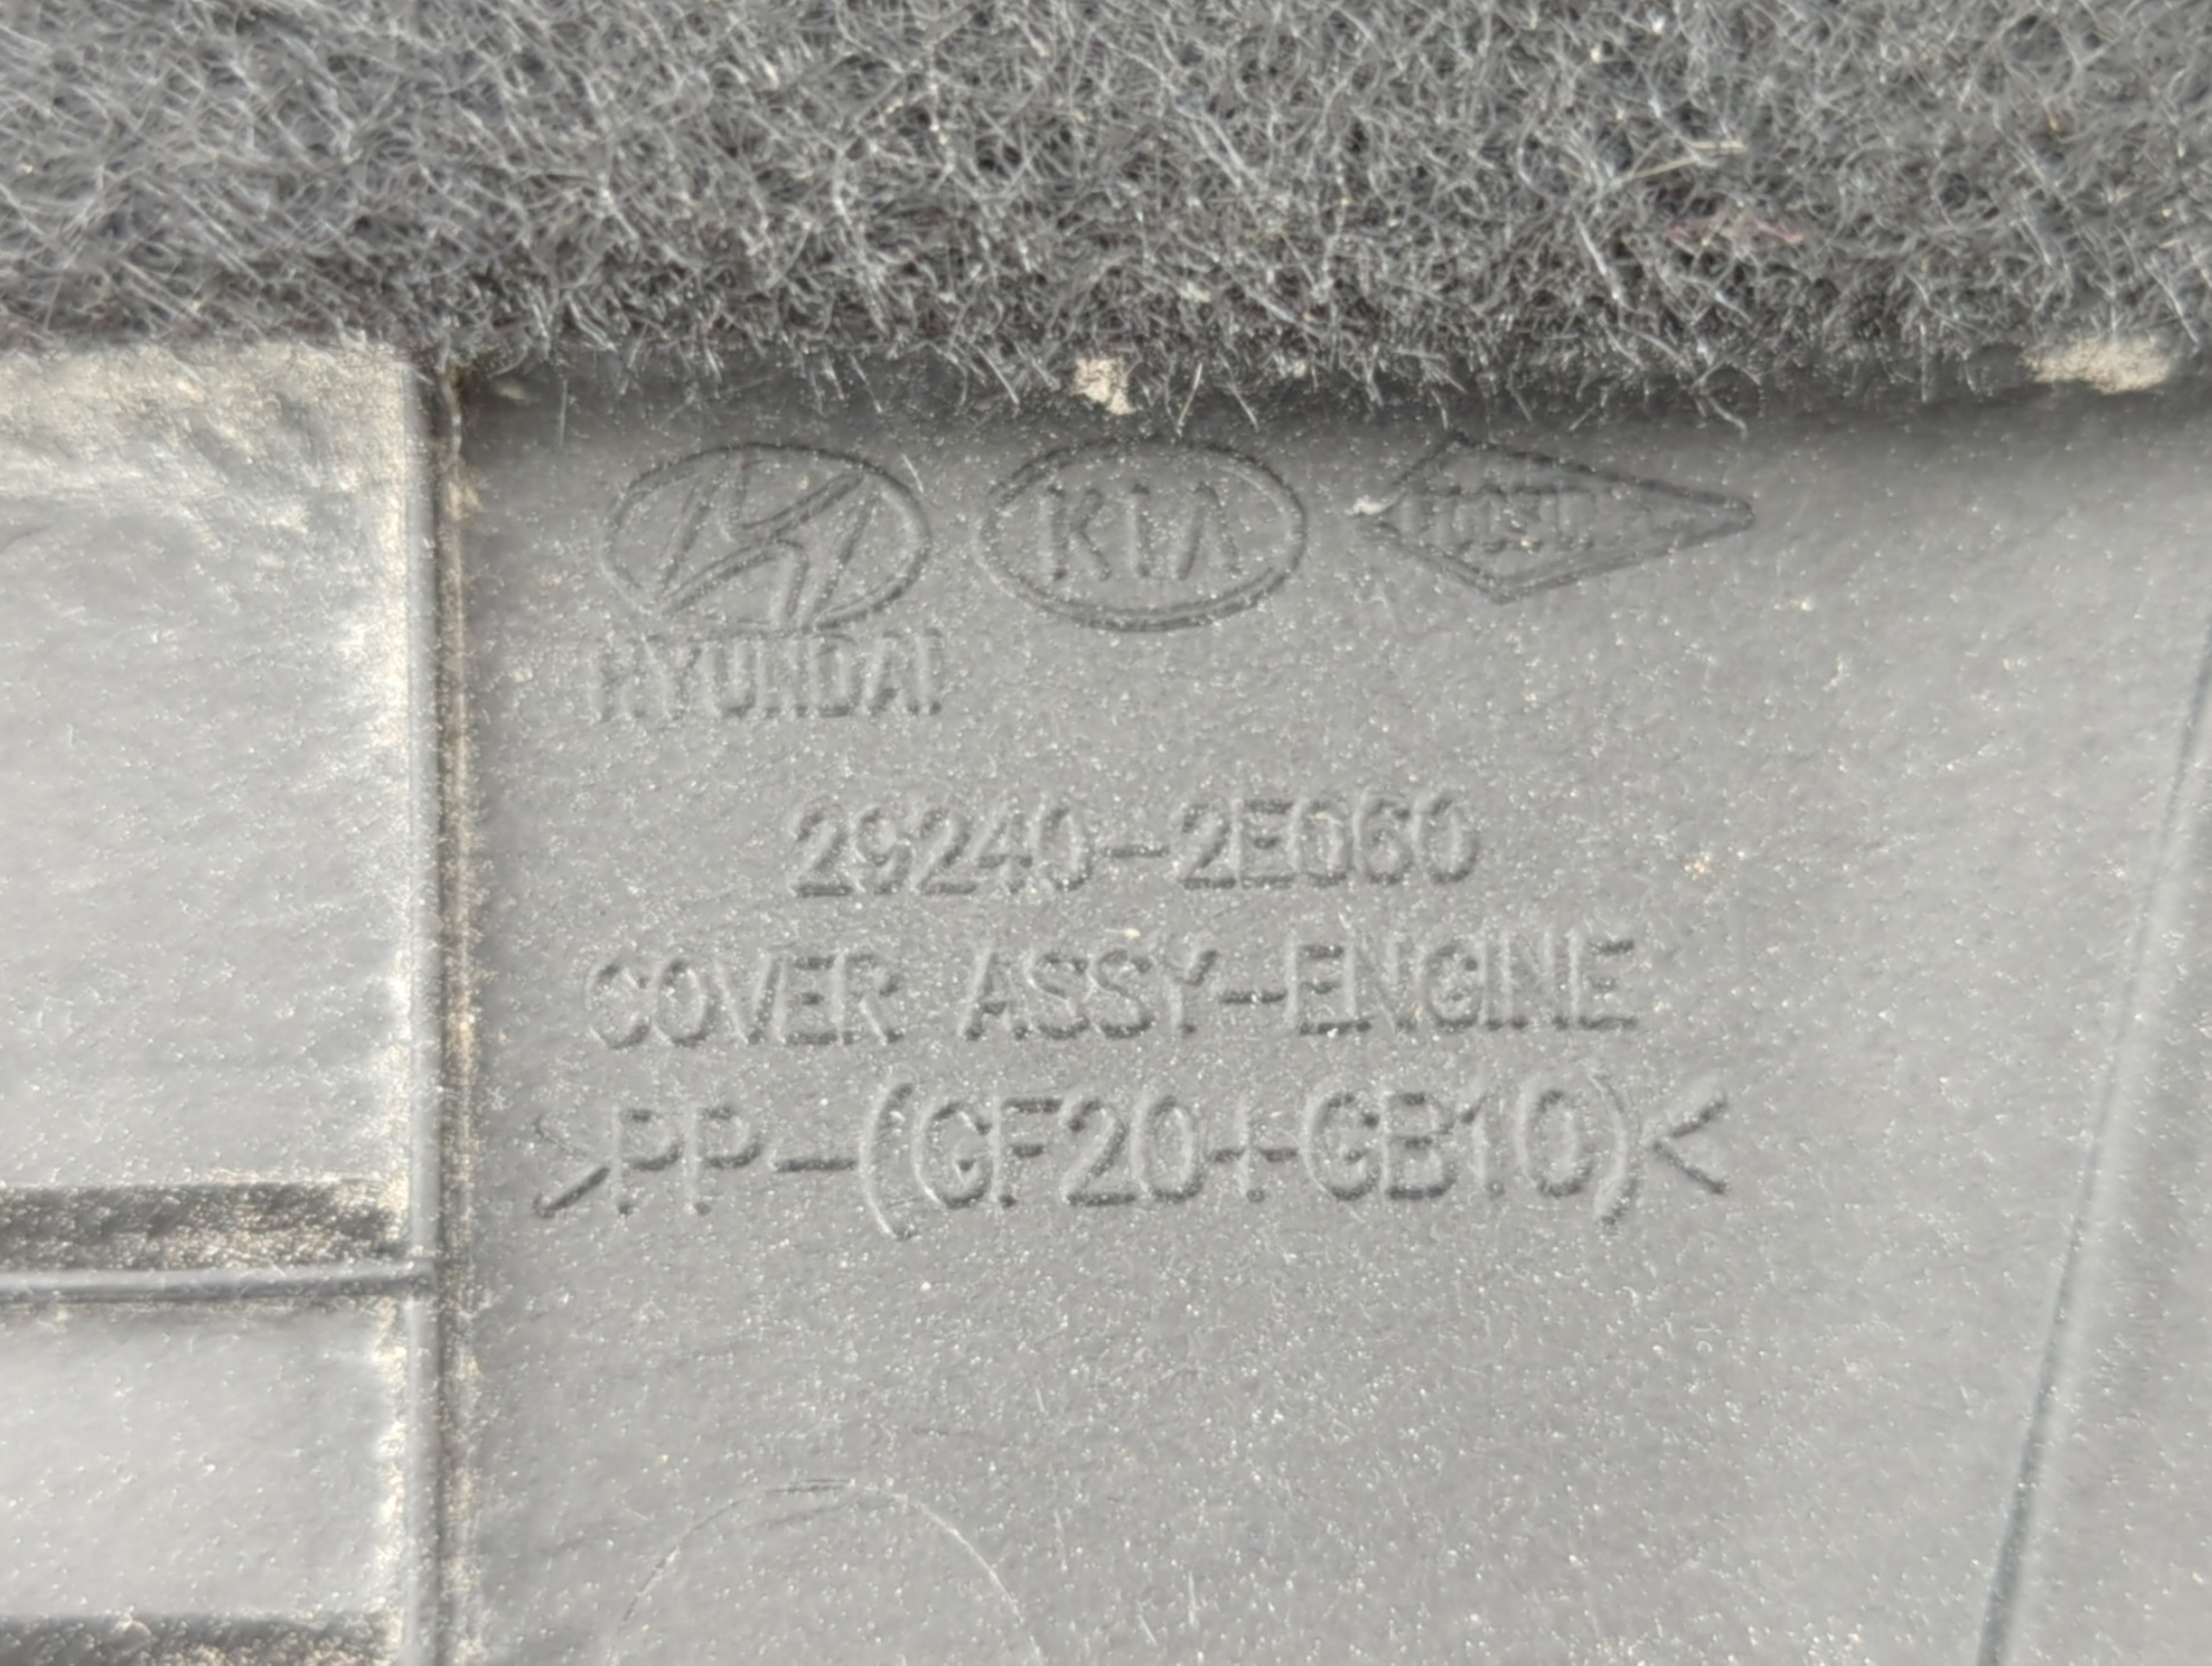 KIA
HYUNDAI
29240-2E060
COVER ASSY-ENGINE
>PP-(GF20+GB10)<